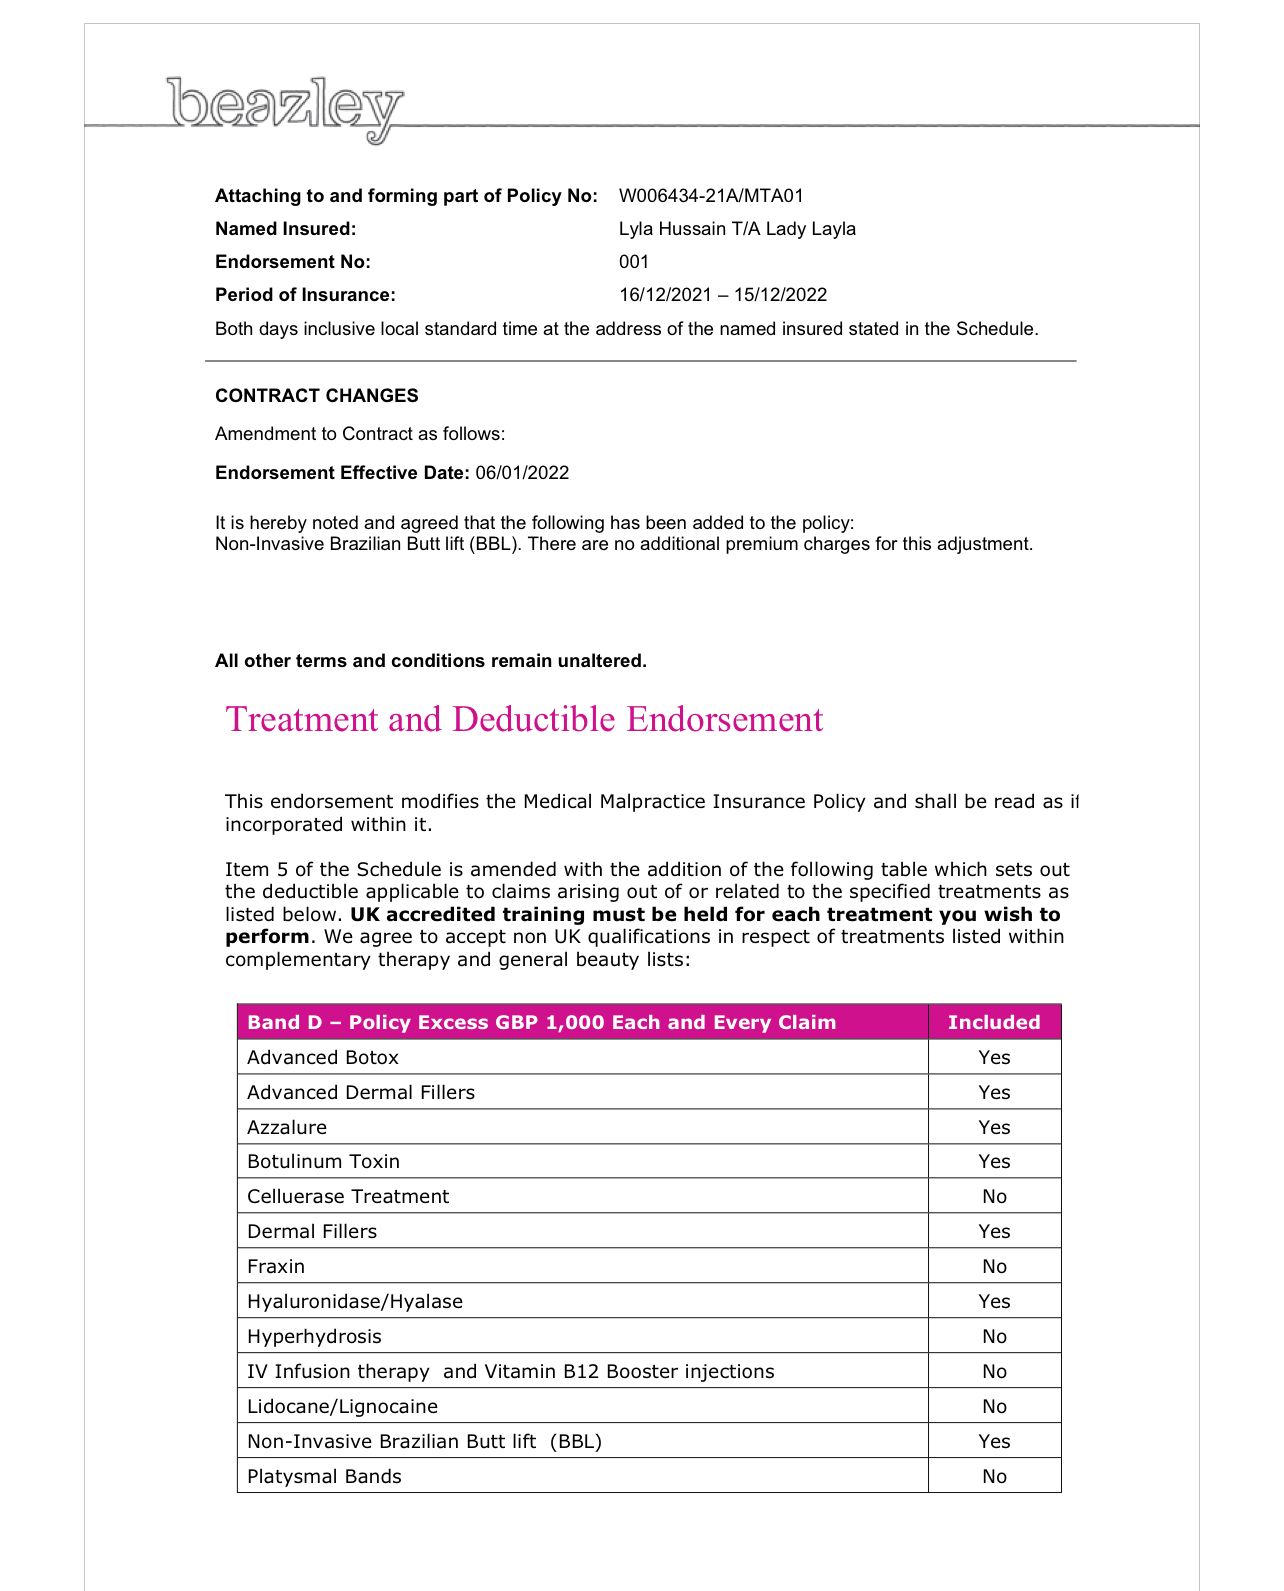 beazley
Attaching to and forming part of Policy No: W006434-21A/MTA01
Named Insured: Lyla Hussain T/A Lady Layla
Endorsement No: 001
Period of Insurance: 16/12/2021 – 15/12/2022
Both days inclusive local standard time at the address of the named insured stated in the Schedule.
CONTRACT CHANGES
Amendment to Contract as follows:
Endorsement Effective Date: 06/01/2022
It is hereby noted and agreed that the following has been added to the policy:
Non-Invasive Brazilian Butt lift (BBL). There are no additional premium charges for this adjustment.
All other terms and conditions remain unaltered.
Treatment and Deductible Endorsement
This endorsement modifies the Medical Malpractice Insurance Policy and shall be read as if
incorporated within it.
Item 5 of the Schedule is amended with the addition of the following table which sets out
the deductible applicable to claims arising out of or related to the specified treatments as
listed below. UK accredited training must be held for each treatment you wish to
perform. We agree to accept non UK qualifications in respect of treatments listed within
complementary therapy and general beauty lists:
Band D – Policy Excess GBP 1,000 Each and Every Claim Included
Advanced Botox Yes
Advanced Dermal Fillers Yes
Azzalure Yes
Botulinum Toxin Yes
Celluerase Treatment No
Dermal Fillers Yes
Fraxin No
Hyaluronidase/Hyalase Yes
Hyperhydrosis No
IV Infusion therapy  and Vitamin B12 Booster injections No
Lidocane/Lignocaine No
Non-Invasive Brazilian Butt lift  (BBL) Yes
Platysmal Bands No